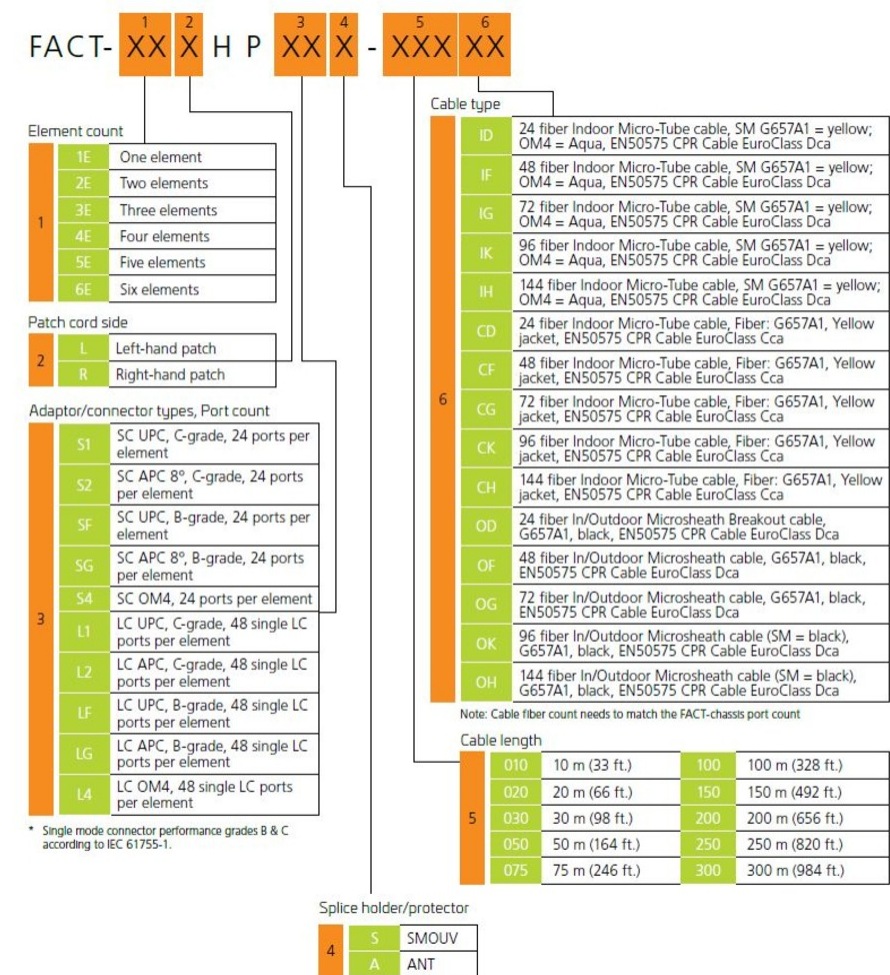 1 2 3 4 5 6
FACT- XX X H P XX X - XXX XX
Element count
1
1E One element
2E Two elements
3E Three elements
4E Four elements
5E Five elements
6E Six elements
Patch cord side
2
L Left-hand patch
R Right-hand patch
Adaptor/connector types, Port count
3
S1 SC UPC, C-grade, 24 ports per
element
S2 SC APC 8°, C-grade, 24 ports
per element
SF SC UPC, B-grade, 24 ports per
element
SG SC APC 8°, B-grade, 24 ports
per element
S4 SC OM4, 24 ports per element
L1 LC UPC, C-grade, 48 single LC
ports per element
L2 LC APC, C-grade, 48 single LC
ports per element
LF LC UPC, B-grade, 48 single LC
ports per element
LG LC APC, B-grade, 48 single LC
ports per element
L4 LC OM4, 48 single LC ports
per element
* Single mode connector performance grades B & C
according to IEC 61755-1.
Cable type
6
ID 24 fiber Indoor Micro-Tube cable, SM G657A1 = yellow;
OM4 = Aqua, EN50575 CPR Cable EuroClass Dca
IF 48 fiber Indoor Micro-Tube cable, SM G657A1 = yellow;
OM4 = Aqua, EN50575 CPR Cable EuroClass Dca
IG 72 fiber Indoor Micro-Tube cable, SM G657A1 = yellow;
OM4 = Aqua, EN50575 CPR Cable EuroClass Dca
IK 96 fiber Indoor Micro-Tube cable, SM G657A1 = yellow;
OM4 = Aqua, EN50575 CPR Cable EuroClass Dca
IH 144 fiber Indoor Micro-Tube cable, SM G657A1 = yellow;
OM4 = Aqua, EN50575 CPR Cable EuroClass Dca
CD 24 fiber Indoor Micro-Tube cable, Fiber: G657A1, Yellow
jacket, EN50575 CPR Cable EuroClass Cca
CF 48 fiber Indoor Micro-Tube cable, Fiber: G657A1, Yellow
jacket, EN50575 CPR Cable EuroClass Cca
CG 72 fiber Indoor Micro-Tube cable, Fiber: G657A1, Yellow
jacket, EN50575 CPR Cable EuroClass Cca
CK 96 fiber Indoor Micro-Tube cable, Fiber: G657A1, Yellow
jacket, EN50575 CPR Cable EuroClass Cca
CH 144 fiber Indoor Micro-Tube cable, Fiber: G657A1, Yellow
jacket, EN50575 CPR Cable EuroClass Cca
OD 24 fiber In/Outdoor Microsheath Breakout cable,
G657A1, black, EN50575 CPR Cable EuroClass Dca
OF 48 fiber In/Outdoor Microsheath cable, G657A1, black,
EN50575 CPR Cable EuroClass Dca
OG 72 fiber In/Outdoor Microsheath cable, G657A1, black,
EN50575 CPR Cable EuroClass Dca
OK 96 fiber In/Outdoor Microsheath cable (SM = black),
G657A1, black, EN50575 CPR Cable EuroClass Dca
OH 144 fiber In/Outdoor Microsheath cable (SM = black),
G657A1, black, EN50575 CPR Cable EuroClass Dca
Note: Cable fiber count needs to match the FACT-chassis port count
Cable length
5
010 10 m (33 ft.) 100 100 m (328 ft.)
020 20 m (66 ft.) 150 150 m (492 ft.)
030 30 m (98 ft.) 200 200 m (656 ft.)
050 50 m (164 ft.) 250 250 m (820 ft.)
075 75 m (246 ft.) 300 300 m (984 ft.)
Splice holder/protector
4
S SMOUV
A ANT